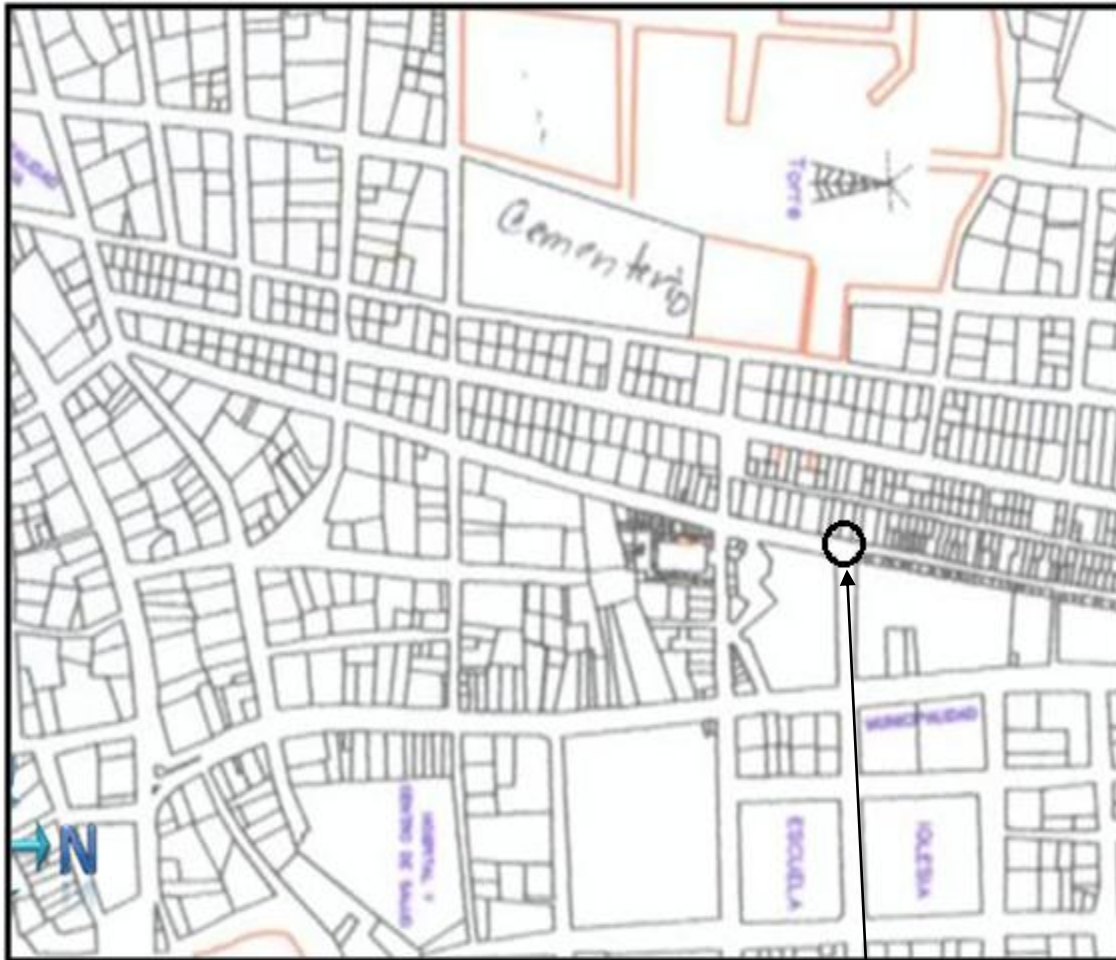 Cementerio
Torre
MUNICIPALIDAD
HOSPITAL Y
CENTRO DE SALUD
ESCUELA
IGLESIA
N